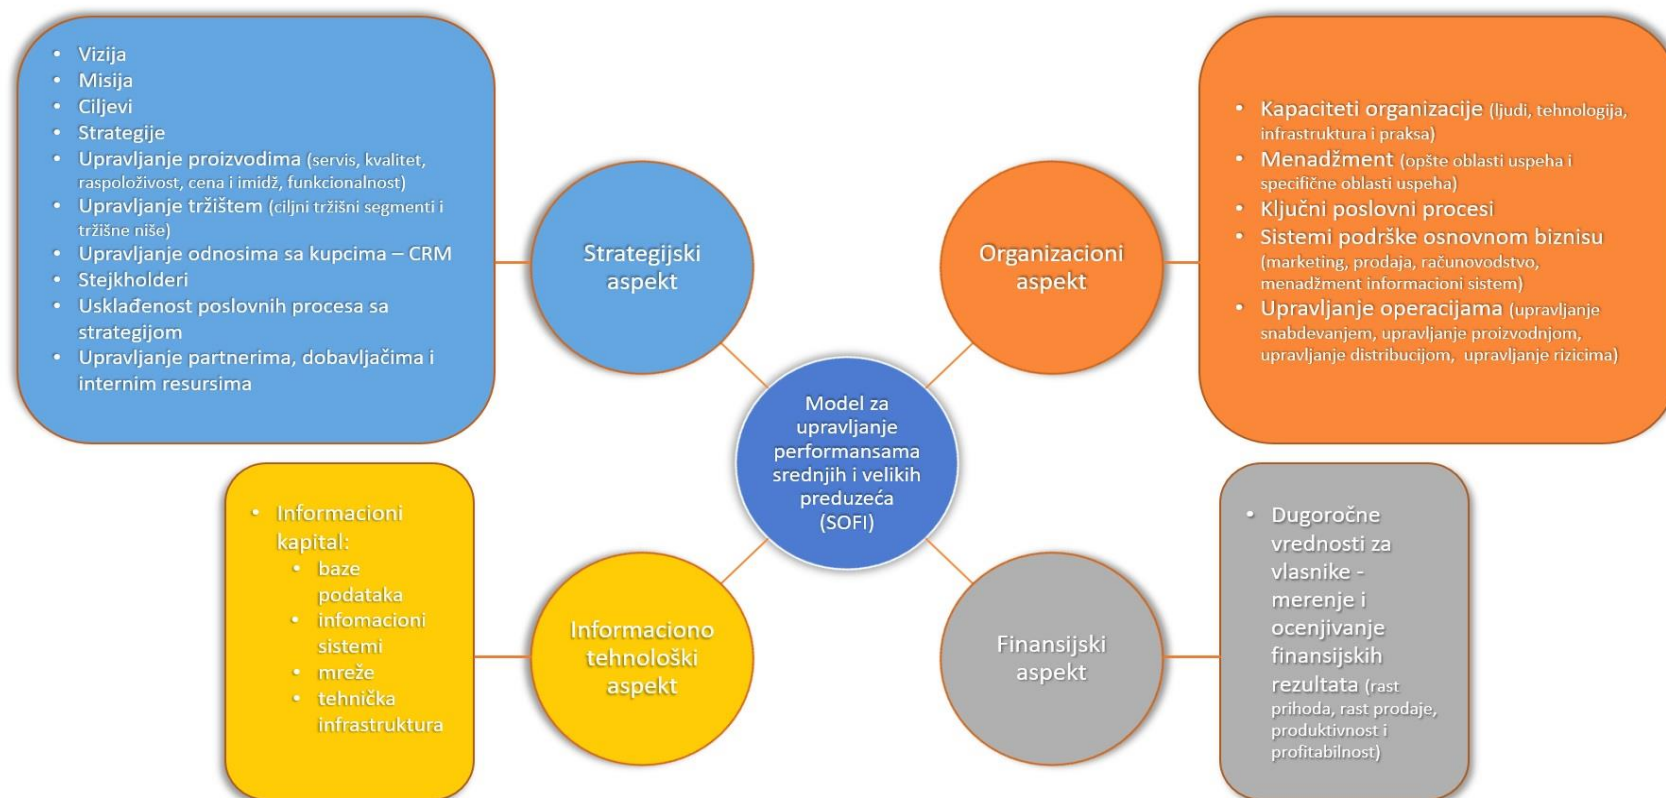 • Vizija
• Misija
• Ciljevi
• Strategije
• Upravljanje proizvodima (servis, kvalitet,
raspoloživost, cena i imidž, funkcionalnost)
• Upravljanje tržištem (ciljni tržišni segmenti i
tržišne niše)
• Upravljanje odnosima sa kupcima – CRM
• Stejkholderi
• Usklađenost poslovnih procesa sa
strategijom
• Upravljanje partnerima, dobavljačima i
internim resursima
Strategijski
aspekt
Organizacioni
aspekt
• Kapaciteti organizacije (ljudi, tehnologija,
infrastruktura i praksa)
• Menadžment (opšte oblasti uspeha i
specifične oblasti uspeha)
• Ključni poslovni procesi
• Sistemi podrške osnovnom biznisu
(marketing, prodaja, računovodstvo,
menadžment informacioni sistem)
• Upravljanje operacijama (upravljanje
snabdevanjem, upravljanje proizvodnjom,
upravljanje distribucijom, upravljanje rizicima)
Model za
upravljanje
performansama
srednjih i velikih
preduzeća
(SOFI)
• Informacioni
kapital:
• baze
podataka
• infomacioni
sistemi
• mreže
• tehnička
infrastruktura
Informaciono
tehnološki
aspekt
Finansijski
aspekt
• Dugoročne
vrednosti za
vlasnike -
merenje i
ocenjivanje
finansijskih
rezultata (rast
prihoda, rast prodaje,
produktivnost i
profitabilnost)